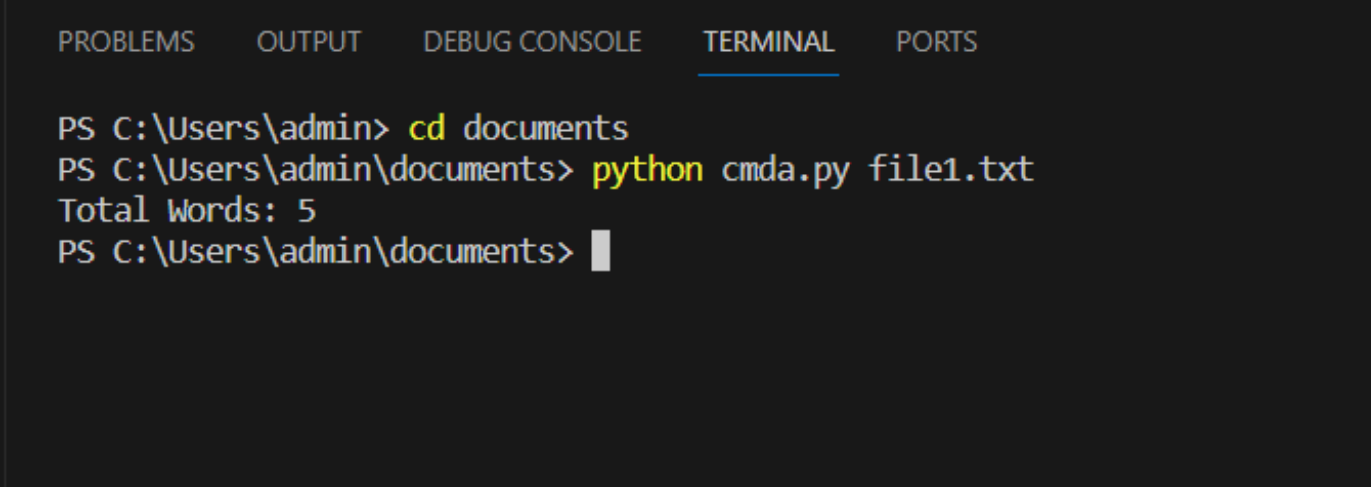 PROBLEMS OUTPUT DEBUG CONSOLE TERMINAL PORTS
PS C:\Users\admin> cd documents
PS C:\Users\admin\documents> python cmda.py file1.txt
Total Words: 5
PS C:\Users\admin\documents>